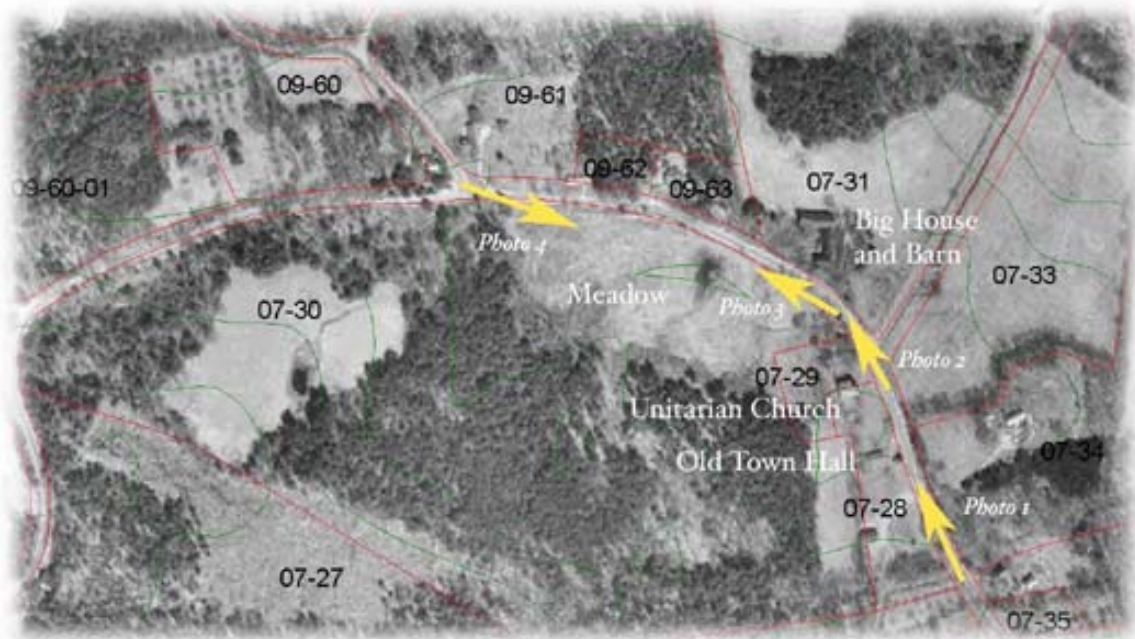 09-60
09-61
09-60-01
09-62
09-63
07-31
Big House
and Barn
Photo 4
07-33
Meadow
07-30
Photo 3
Photo 2
07-29
Unitarian Church
Old Town Hall
07-34
07-28
Photo 1
07-27
07-35